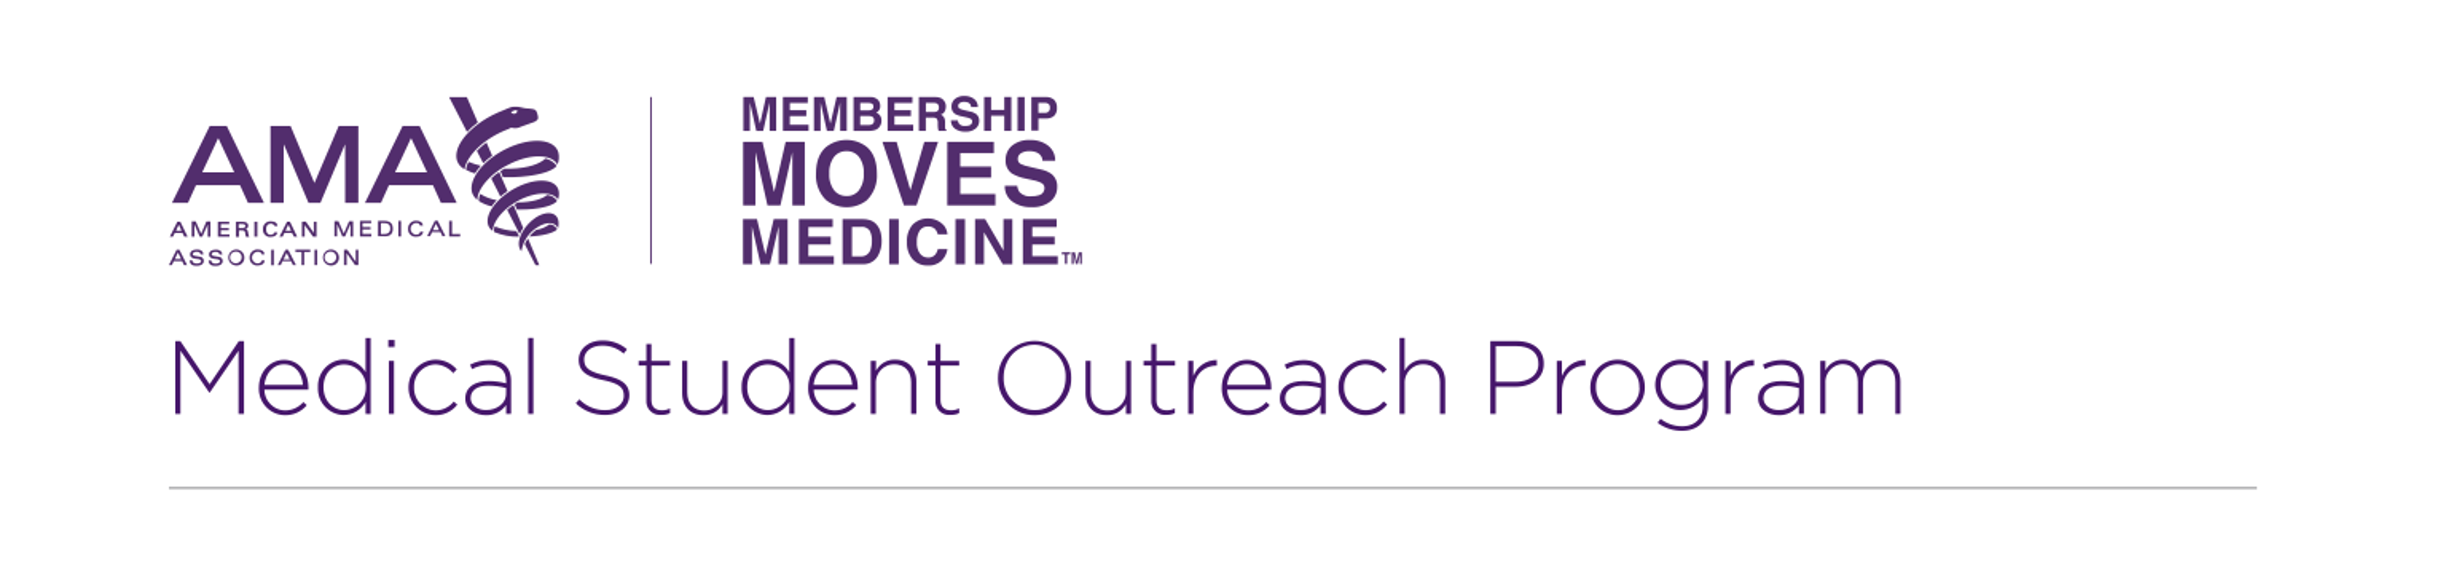 AMA
AMERICAN MEDICAL
ASSOCIATION
MEMBERSHIP
MOVES
MEDICINE™
Medical Student Outreach Program